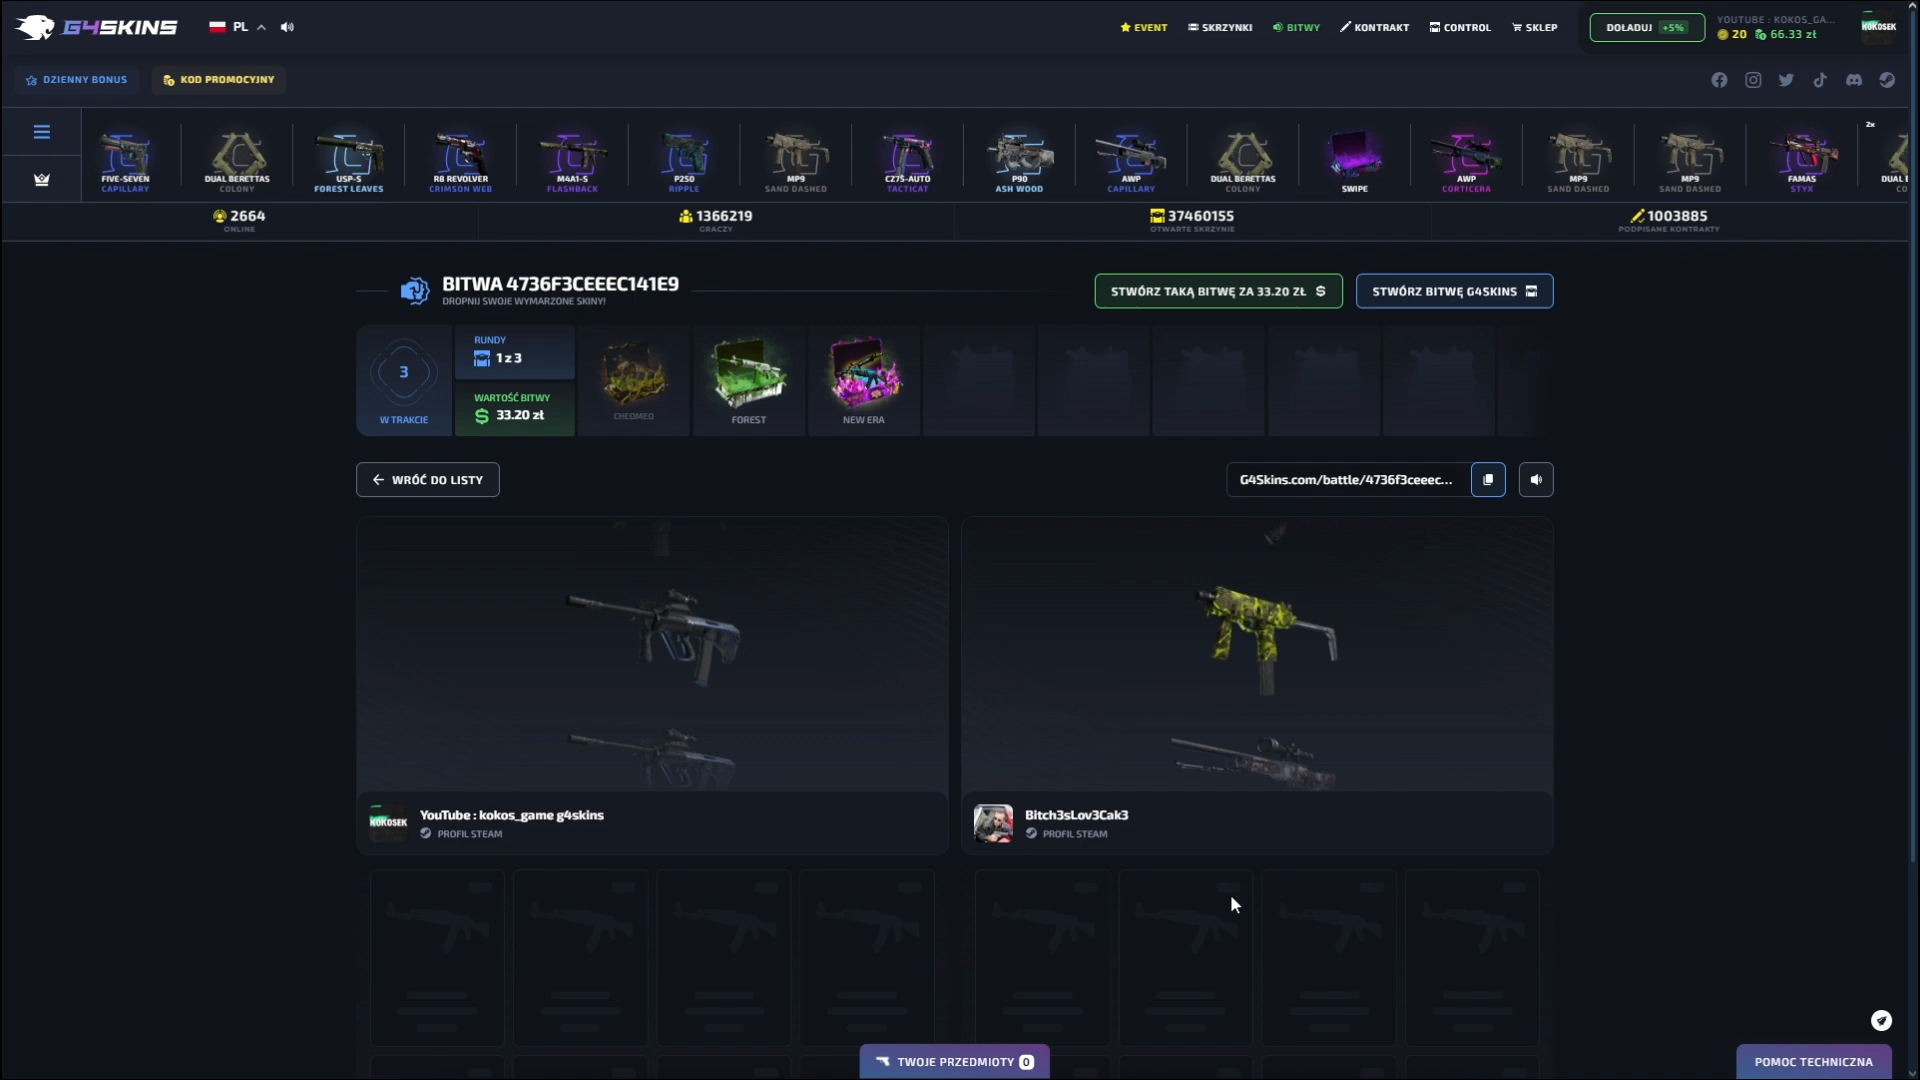 G4SKINS
PL
EVENT
SKRZYNKI
BITWY
KONTRAKT
CONTROL
SKLEP
DOŁADUJ +5%
YOUTUBE : KOKOS_GA...
20 66.33 zł
KOKOSEK
DZIENNY BONUS
KOD PROMOCYJNY
FIVE-SEVEN
CAPILLARY
DUAL BERETTAS
COLONY
USP-S
FOREST LEAVES
R8 REVOLVER
CRIMSON WEB
M4A1-S
FLASHBACK
P250
RIPPLE
MP9
SAND DASHED
CZ75-AUTO
TACTICAT
P90
ASH WOOD
AWP
CAPILLARY
DUAL BERETTAS
COLONY
SWIPE
AWP
CORTICERA
MP9
SAND DASHED
MP9
SAND DASHED
FAMAS
STYX
2x
DUAL B
CO
2664
ONLINE
1366219
GRACZY
37460155
OTWARTE SKRZYNIE
1003885
PODPISANE KONTRAKTY
BITWA 4736F3CEEEC141E9
DROPNIJ SWOJE WYMARZONE SKINY!
STWÓRZ TAKĄ BITWĘ ZA 33.20 ZŁ $
STWÓRZ BITWĘ G4SKINS
3
W TRAKCIE
RUNDY
1 z 3
WARTOŚĆ BITWY
$ 33.20 zł
CHEOMEO
FOREST
NEW ERA
WRÓĆ DO LISTY
G4Skins.com/battle/4736f3ceeec...
KOKOSEK
YouTube : kokos_game g4skins
PROFIL STEAM
Bitch3sLov3Cak3
PROFIL STEAM
TWOJE PRZEDMIOTY 0
POMOC TECHNICZNA